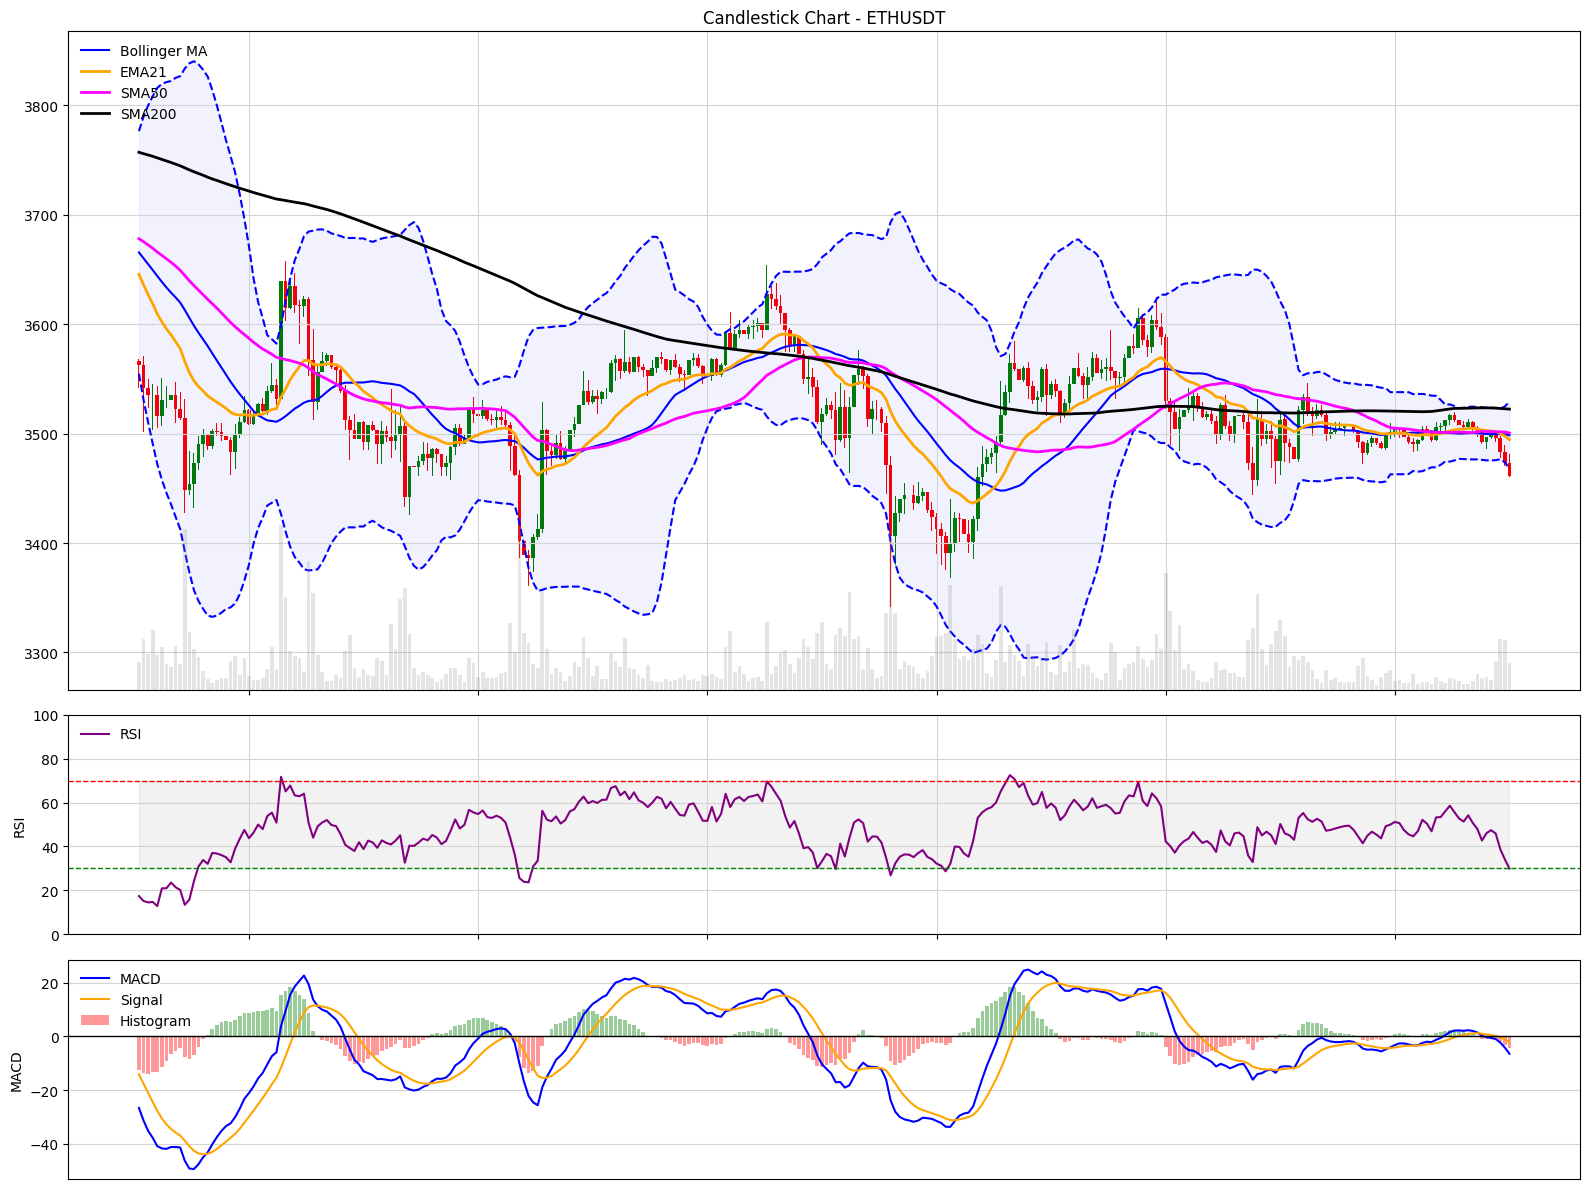 Candlestick Chart - ETHUSDT
Bollinger MA
EMA21
SMA50
SMA200
3800
3700
3600
3500
3400
3300
100
RSI
80
60
RSI
40
20
0
MACD
20
Signal
Histogram
0
MACD
−20
−40